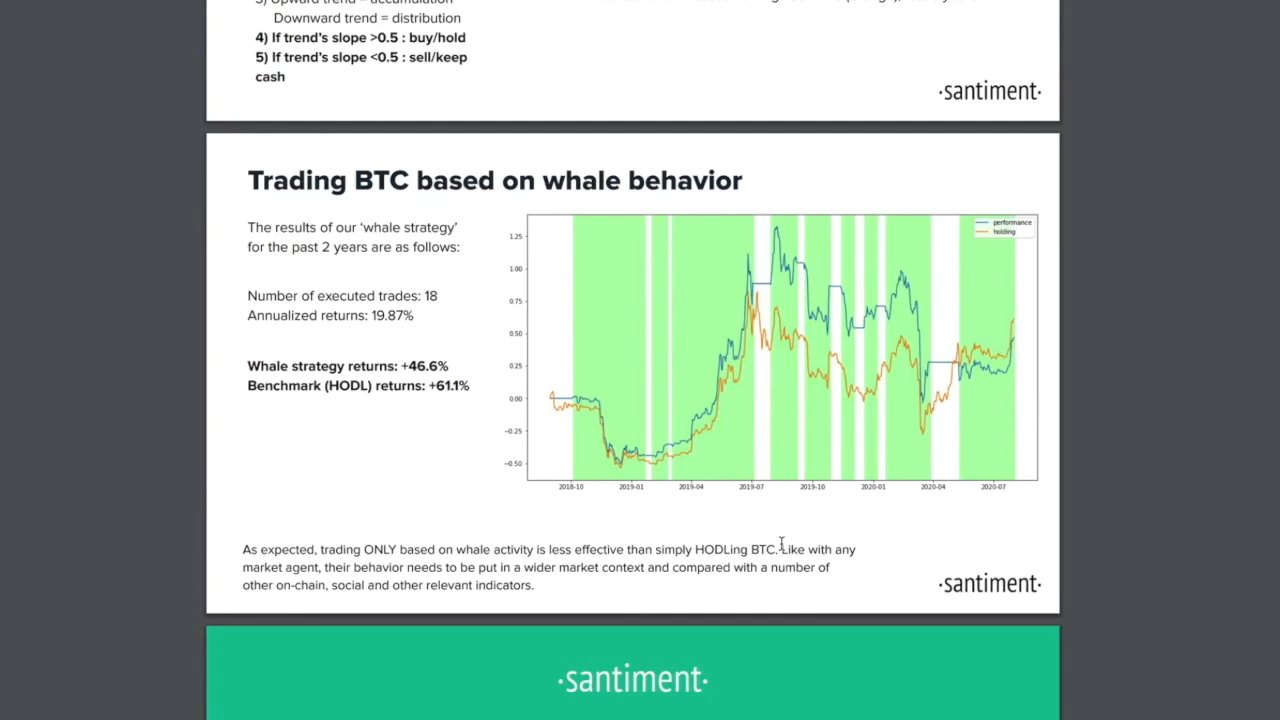 Downward trend = distribution
4) If trend's slope >0.5 : buy/hold
5) If trend's slope <0.5 : sell/keep
cash
·santiment·
Trading BTC based on whale behavior
The results of our ‘whale strategy’
for the past 2 years are as follows:
Number of executed trades: 18
Annualized returns: 19.87%
Whale strategy returns: +46.6%
Benchmark (HODL) returns: +61.1%
performance
holding
1.25
1.00
0.75
0.50
0.25
0.00
−0.25
−0.50
2018-10 2019-01 2019-04 2019-07 2019-10 2020-01 2020-04 2020-07
As expected, trading ONLY based on whale activity is less effective than simply HODLing BTC. Like with any
market agent, their behavior needs to be put in a wider market context and compared with a number of
other on-chain, social and other relevant indicators.
·santiment·
·santiment·